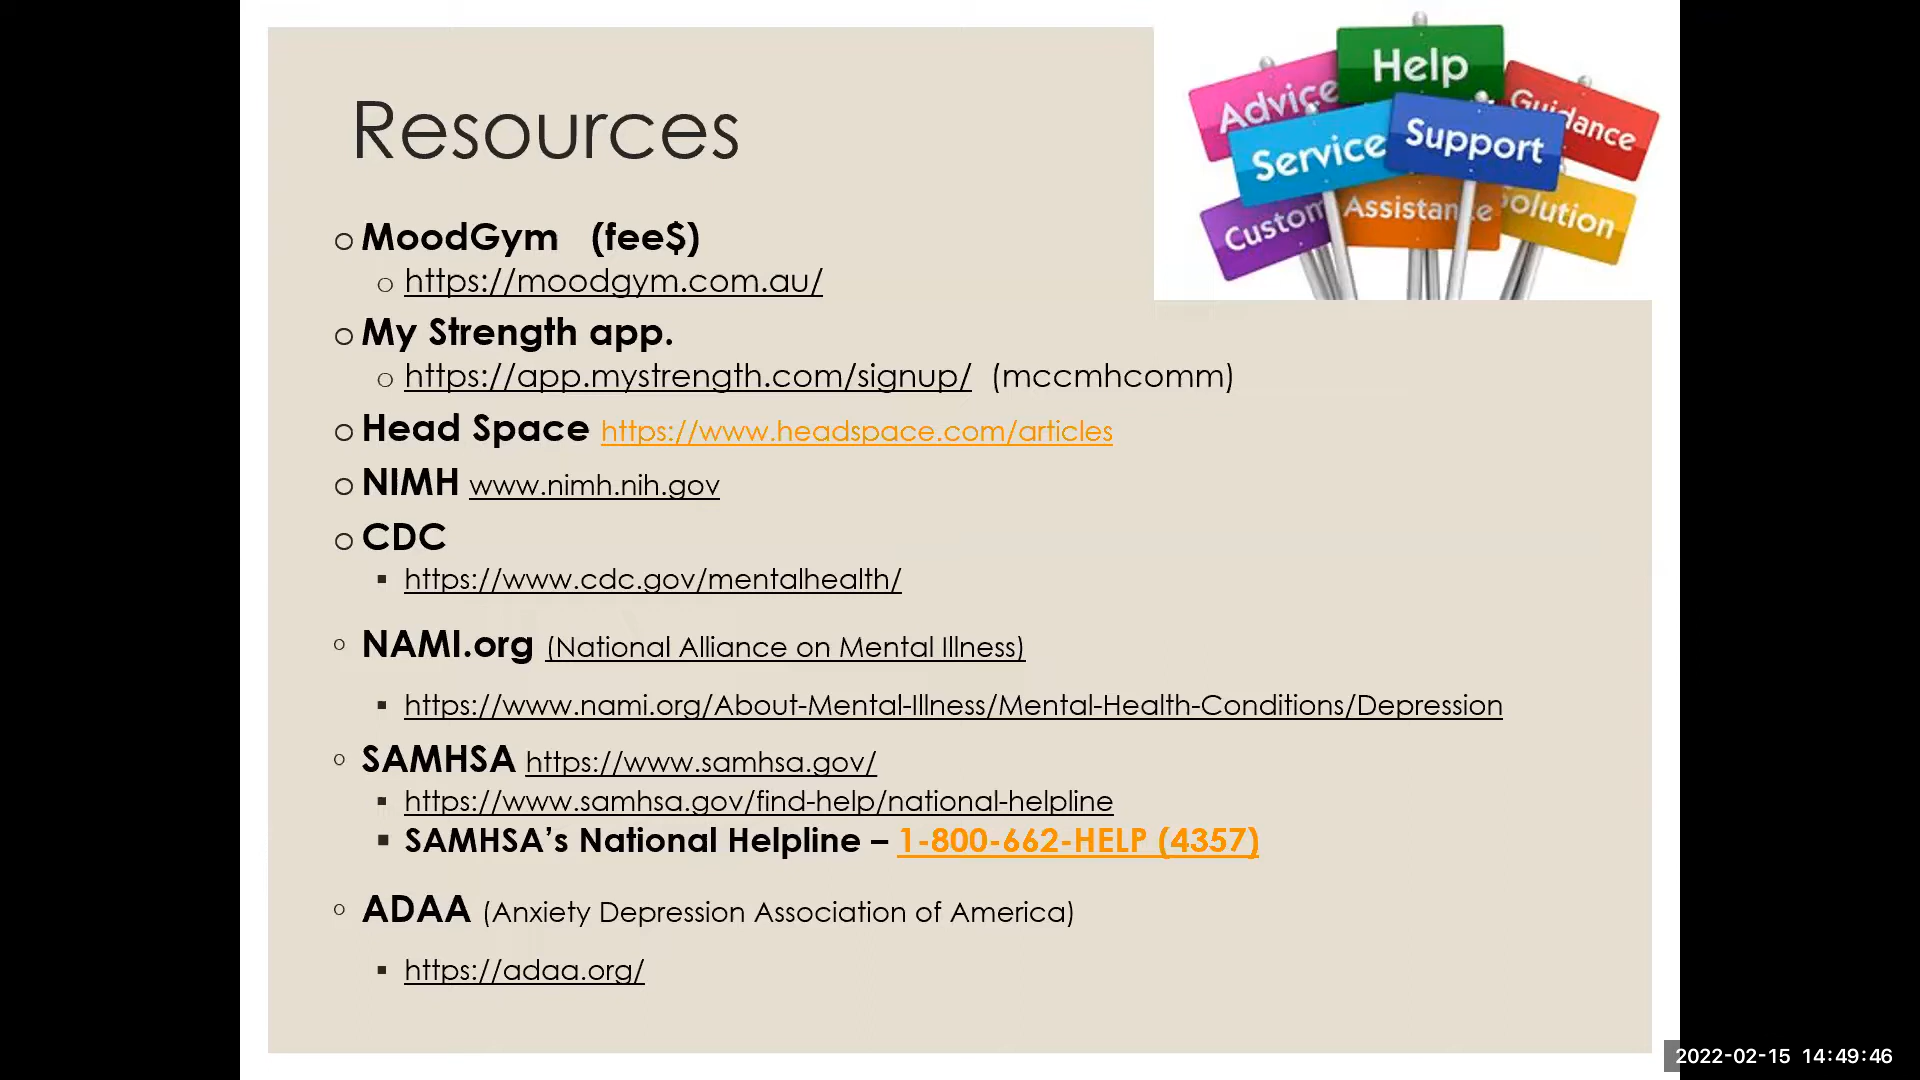 Resources
Help
Advice
Guidance
Service
Support
Custom
Assistance
Solution
MoodGym (fee$)
https://moodgym.com.au/
My Strength app.
https://app.mystrength.com/signup/ (mccmhcomm)
Head Space https://www.headspace.com/articles
NIMH www.nimh.nih.gov
CDC
https://www.cdc.gov/mentalhealth/
NAMI.org (National Alliance on Mental Illness)
https://www.nami.org/About-Mental-Illness/Mental-Health-Conditions/Depression
SAMHSA https://www.samhsa.gov/
https://www.samhsa.gov/find-help/national-helpline
SAMHSA’s National Helpline – 1-800-662-HELP (4357)
ADAA (Anxiety Depression Association of America)
https://adaa.org/
2022-02-15 14:49:46